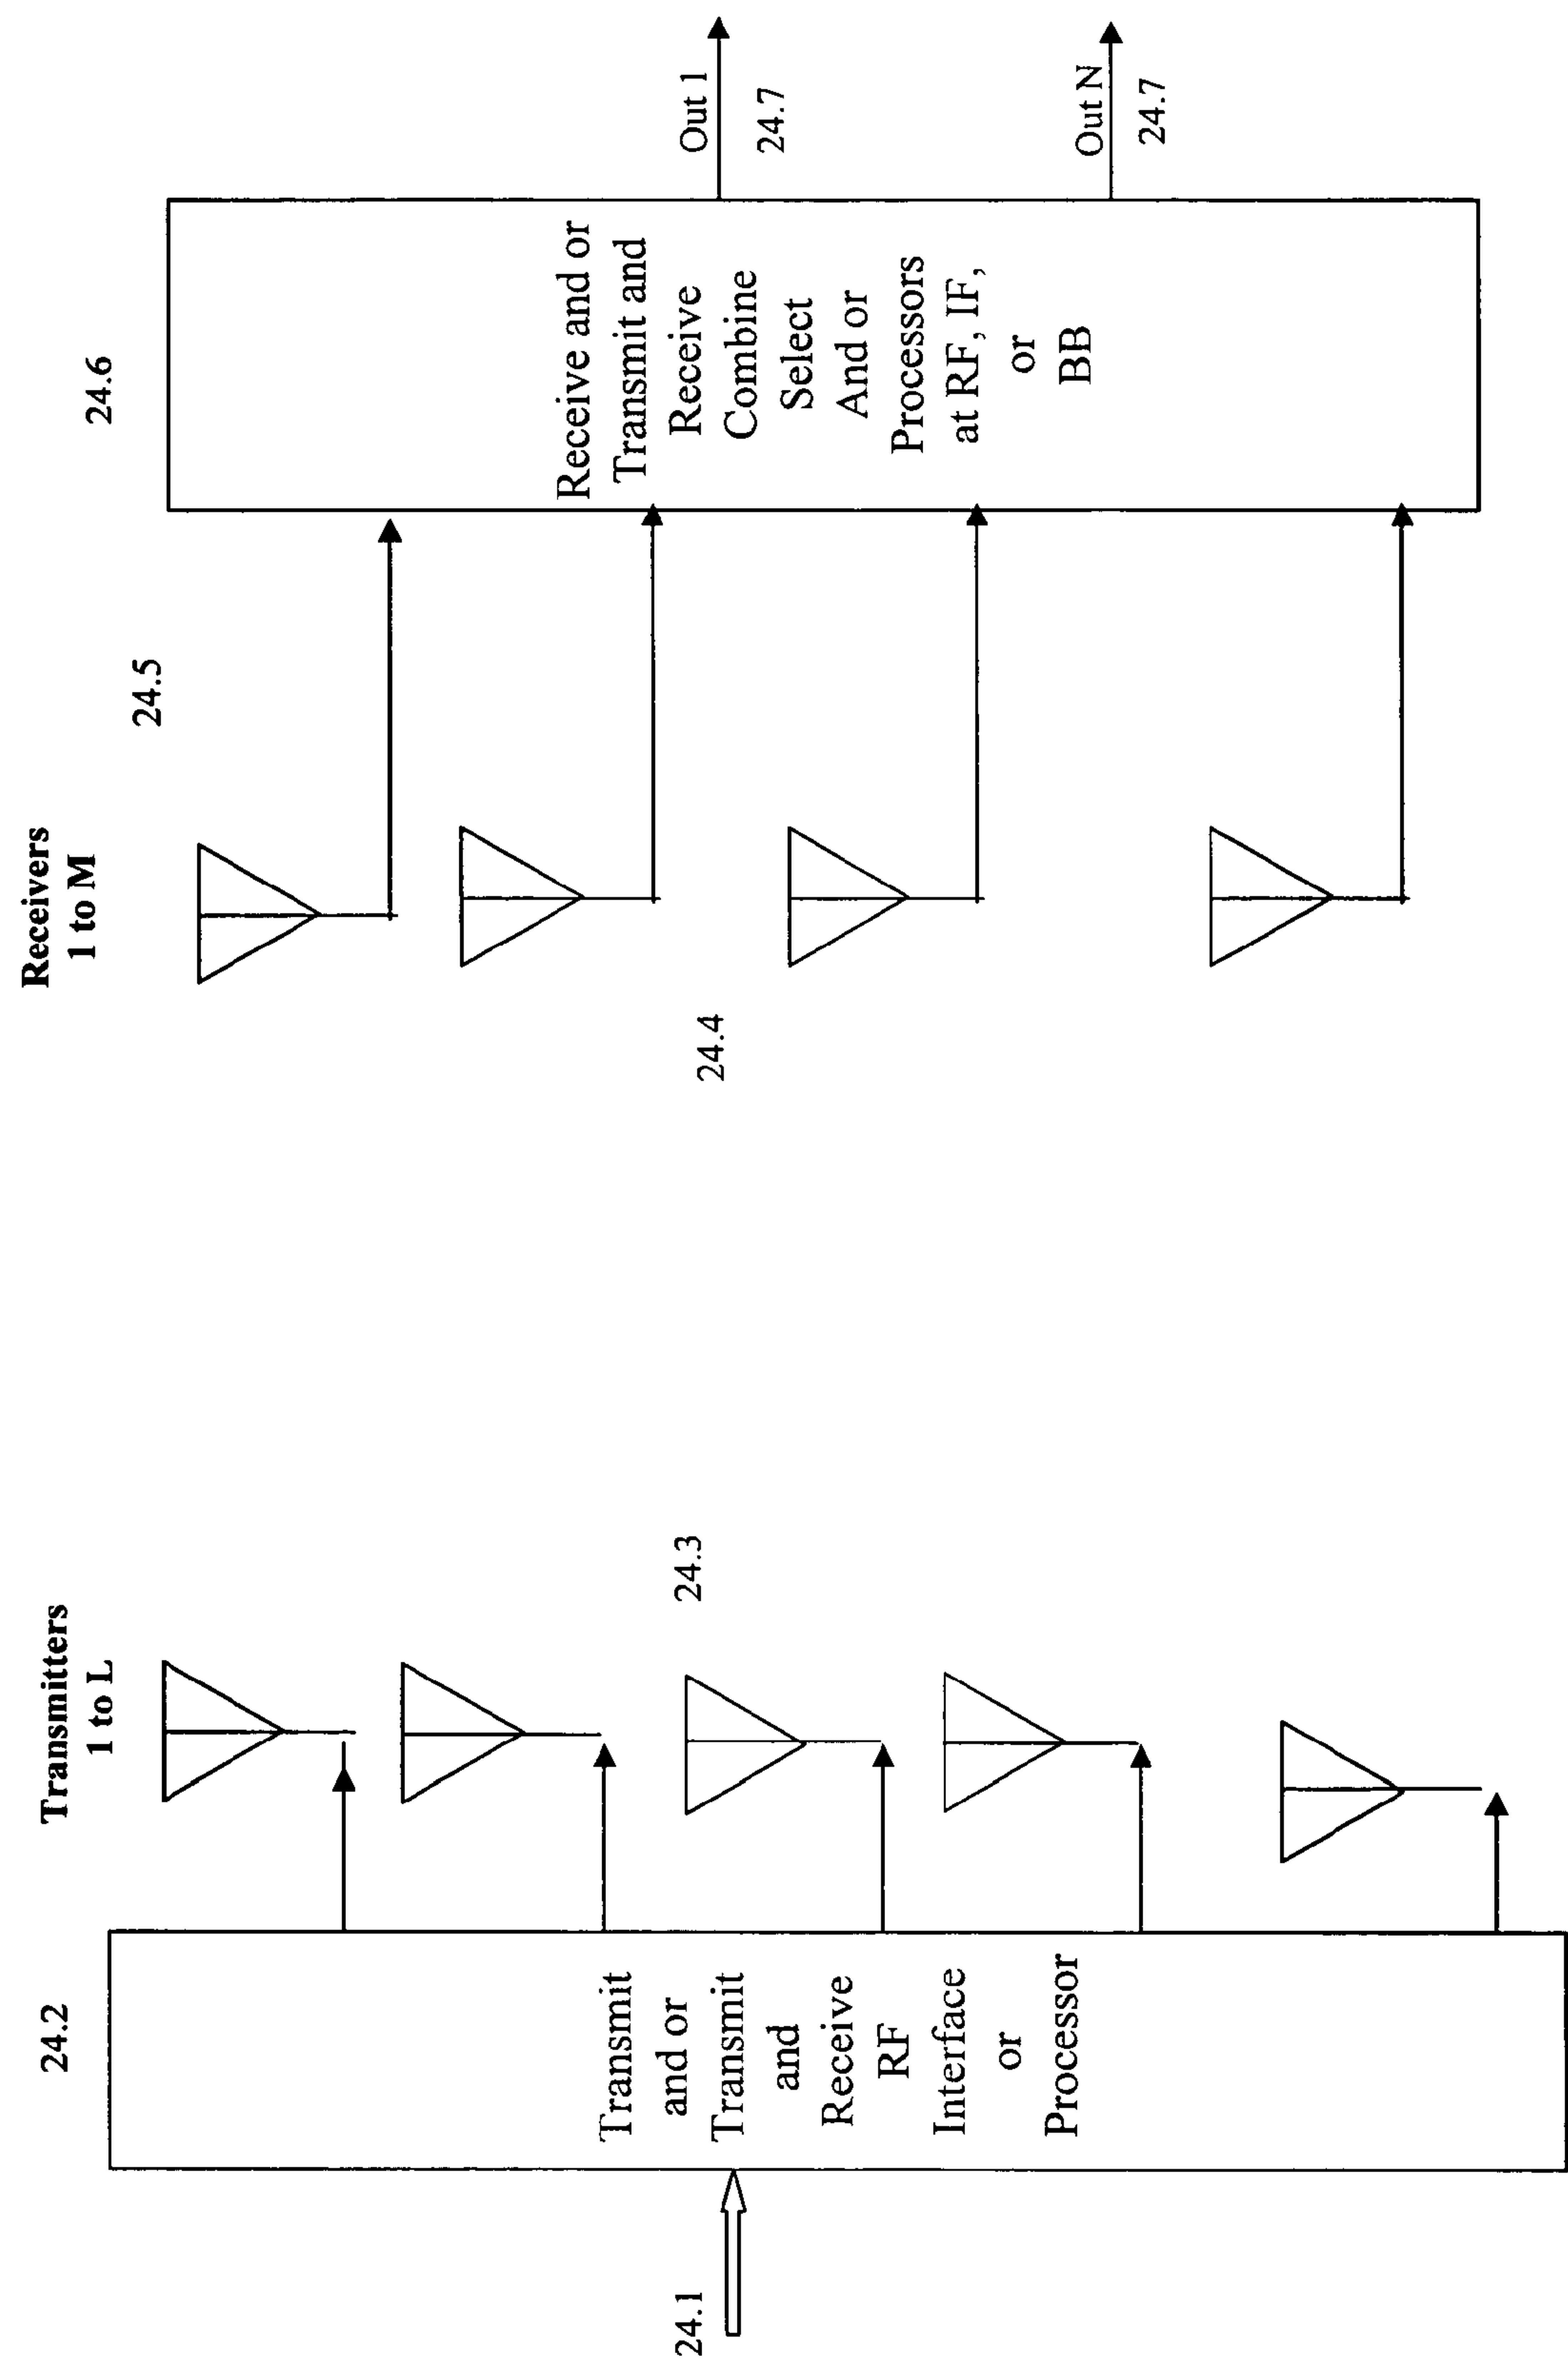 24.1
24.2
Transmit
and or
Transmit
and
Receive
RF
Interface
or
Processor
Transmitters
1 to L
24.3
24.4
Receivers
1 to M
24.5
24.6
Receive and or
Transmit and
Receive
Combine
Select
And or
Processors
at RF, IF,
or
BB
Out 1
24.7
Out N
24.7